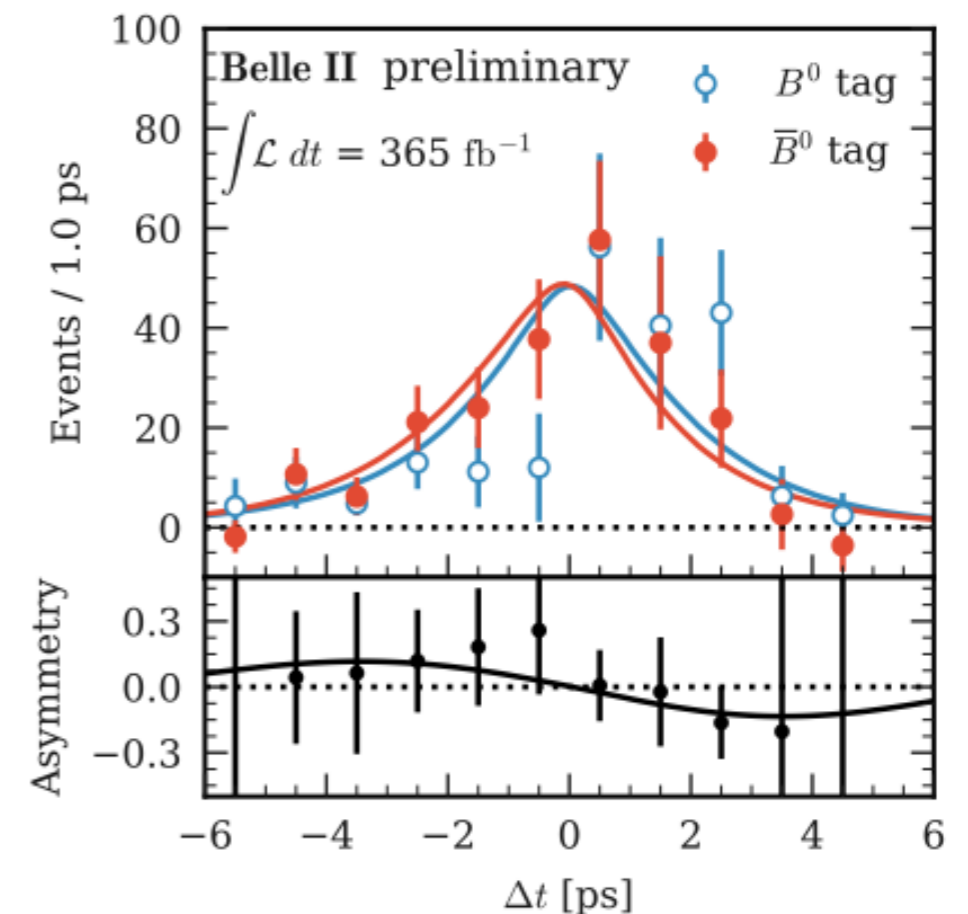 100
80
60
40
20
0
Events / 1.0 ps
Belle II preliminary
∫ℒ dt = 365 fb⁻¹
B⁰ tag
B̅⁰ tag
0.3
0.0
−0.3
Asymmetry
−6 −4 −2 0 2 4 6
Δt [ps]